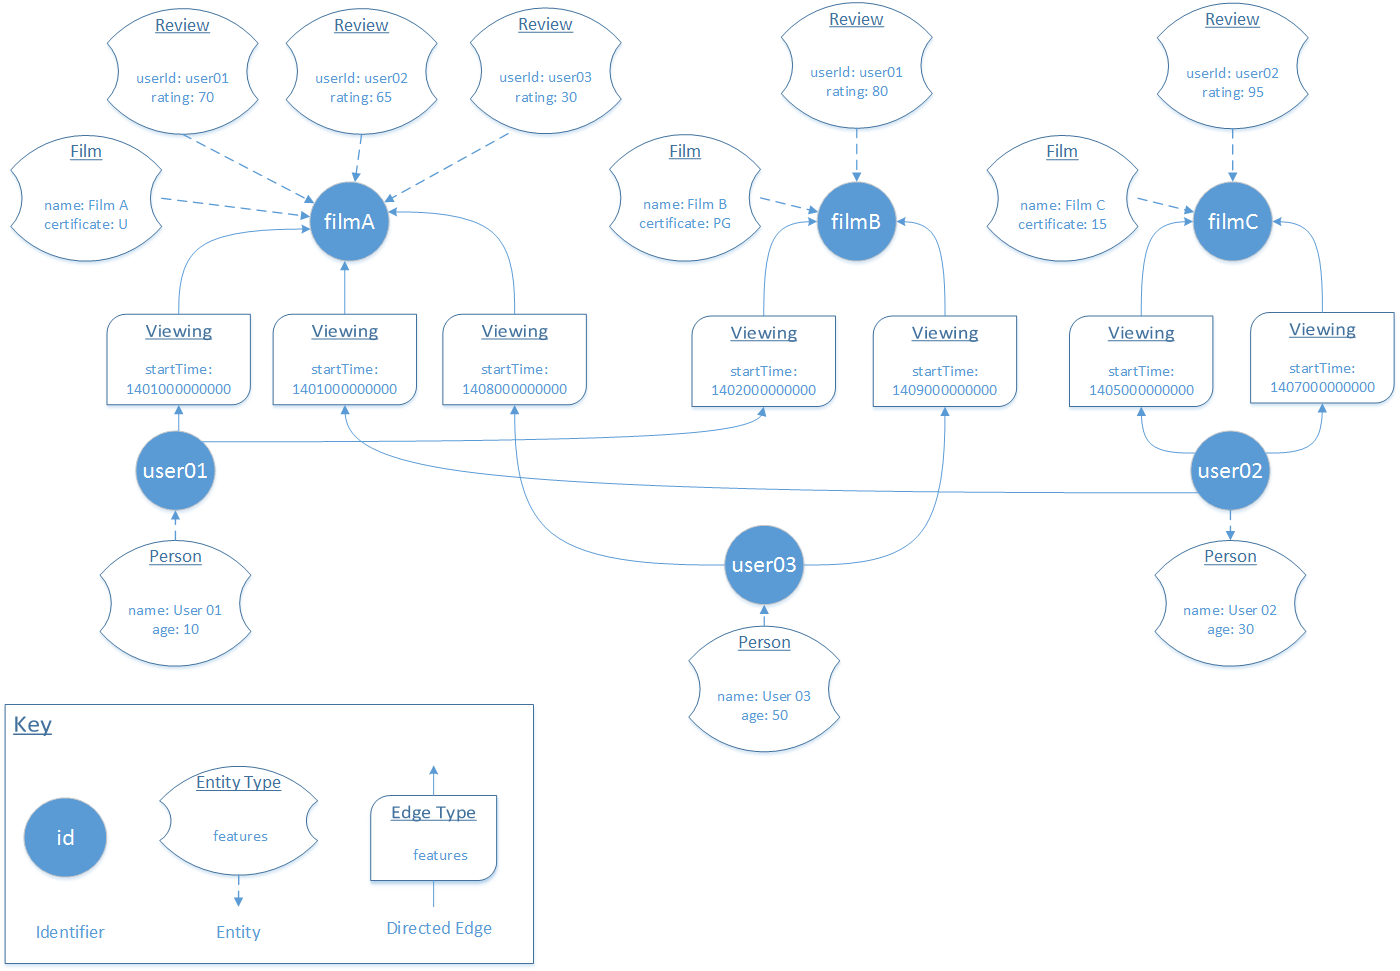 Review
userId: user01
rating: 70
Review
userId: user02
rating: 65
Review
userId: user03
rating: 30
Review
userId: user01
rating: 80
Review
userId: user02
rating: 95
Film
name: Film A
certificate: U
filmA
Film
name: Film B
certificate: PG
filmB
Film
name: Film C
certificate: 15
filmC
Viewing
startTime:
1401000000000
Viewing
startTime:
1401000000000
Viewing
startTime:
1408000000000
Viewing
startTime:
1402000000000
Viewing
startTime:
1409000000000
Viewing
startTime:
1405000000000
Viewing
startTime:
1407000000000
user01
user02
user03
Person
name: User 01
age: 10
Person
name: User 03
age: 50
Person
name: User 02
age: 30
Key
id
Identifier
Entity Type
features
Entity
Edge Type
features
Directed Edge